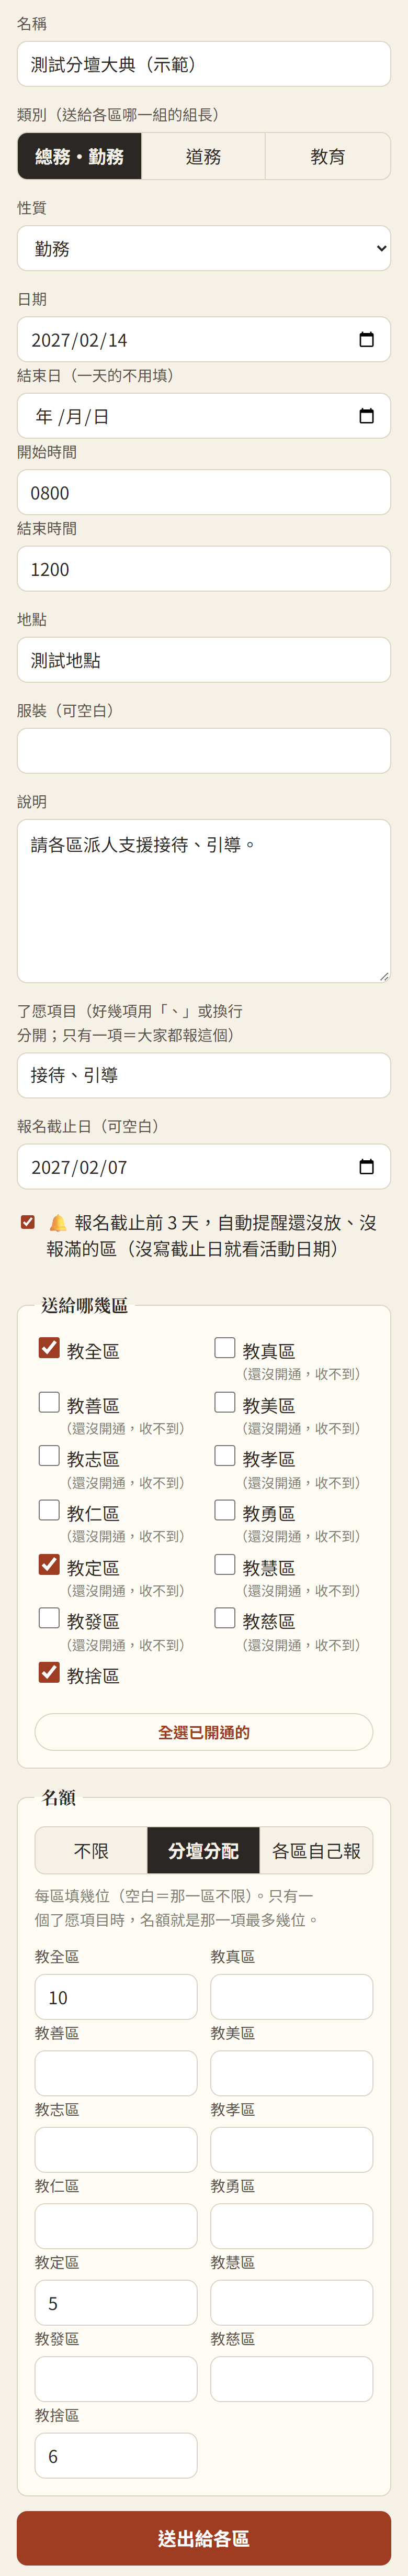 名稱
測試分壇大典（示範）
類別（送給各區哪一組的組長）
總務・勤務 道務 教育
性質
勤務
日期
2027/02/14
結束日（一天的不用填）
年 /月/日
開始時間
0800
結束時間
1200
地點
測試地點
服裝（可空白）
說明
請各區派人支援接待、引導。
了愿項目（好幾項用「、」或換行
分開；只有一項＝大家都報這個）
接待、引導
報名截止日（可空白）
2027/02/07
🔔 報名截止前 3 天，自動提醒還沒放、沒
報滿的區（沒寫截止日就看活動日期）
送給哪幾區
教全區 教真區
（還沒開通，收不到）
教善區 教美區
（還沒開通，收不到） （還沒開通，收不到）
教志區 教孝區
（還沒開通，收不到） （還沒開通，收不到）
教仁區 教勇區
（還沒開通，收不到） （還沒開通，收不到）
教定區 教慧區
（還沒開通，收不到） （還沒開通，收不到）
教發區 教慈區
（還沒開通，收不到） （還沒開通，收不到）
教捨區
全選已開通的
名額
不限 分壇分配 各區自己報
每區填幾位（空白＝那一區不限）。只有一
個了愿項目時，名額就是那一項最多幾位。
教全區 教真區
10
教善區 教美區
教志區 教孝區
教仁區 教勇區
教定區 教慧區
5
教發區 教慈區
教捨區
6
送出給各區